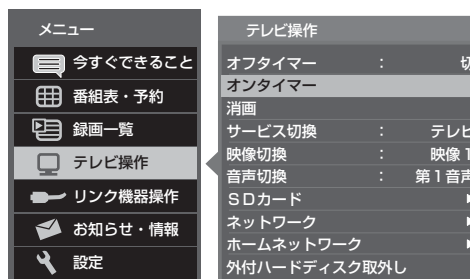 メニュー
今すぐできること
番組表・予約
録画一覧
テレビ操作
リンク機器操作
お知らせ・情報
設定
テレビ操作
オフタイマー : 切
オンタイマー
消画
サービス切換 : テレビ
映像切換 : 映像1
音声切換 : 第1音声
SDカード
ネットワーク
ホームネットワーク
外付ハードディスク取外し